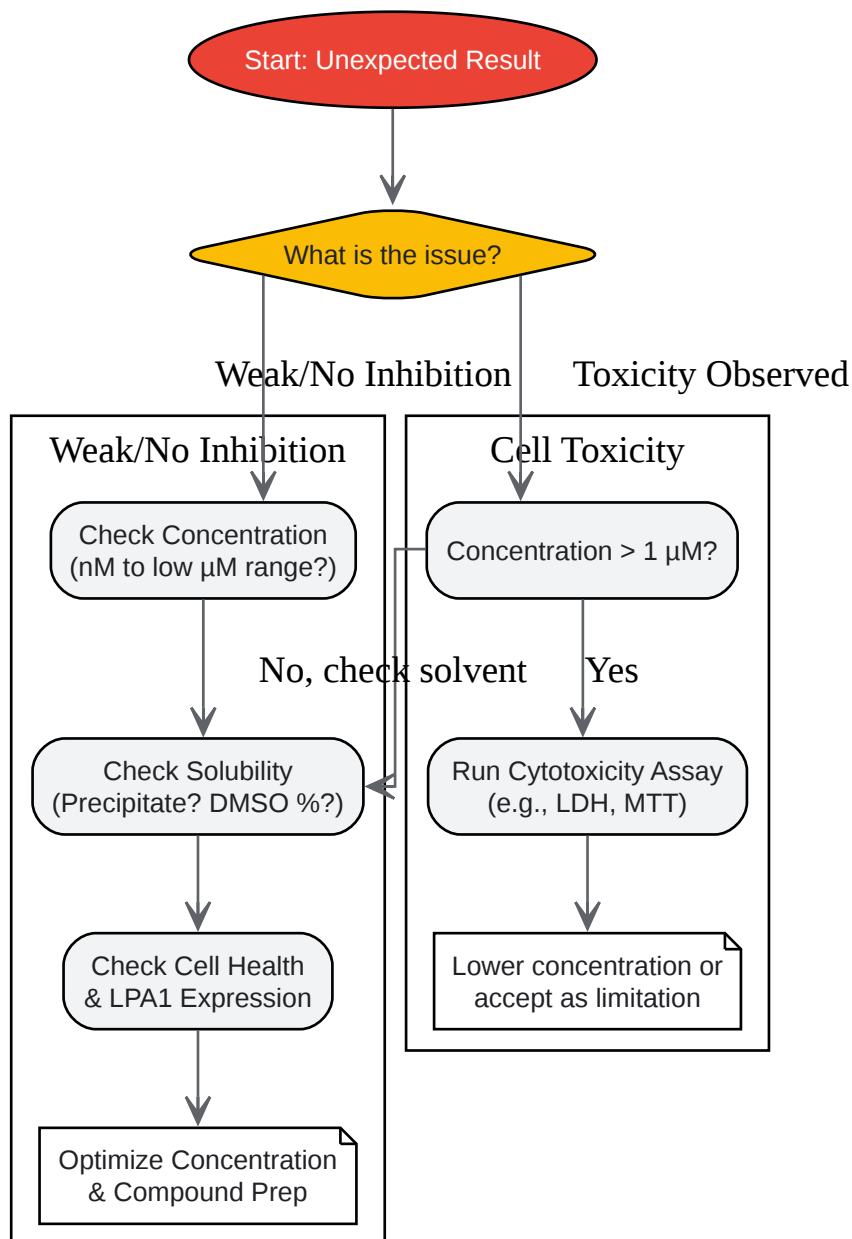 Start: Unexpected Result
What is the issue?
Weak/No Inhibition
Toxicity Observed
Weak/No Inhibition
Cell Toxicity
Check Concentration
(nM to low µM range?)
Concentration > 1 µM?
No, check solvent
Yes
Check Solubility
(Precipitate? DMSO %?)
Run Cytotoxicity Assay
(e.g., LDH, MTT)
Check Cell Health
& LPA1 Expression
Lower concentration or
accept as limitation
Optimize Concentration
& Compound Prep